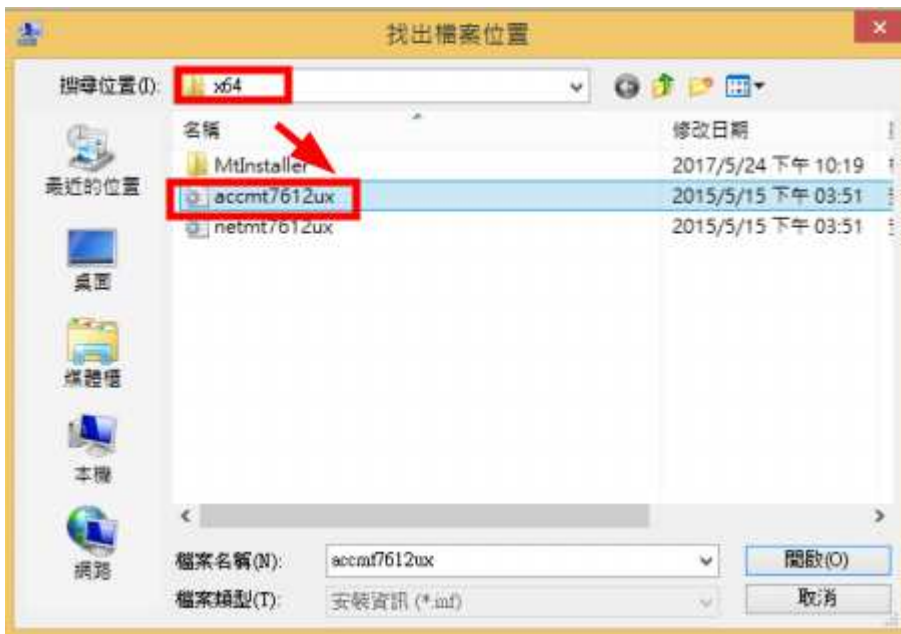 找出檔案位置
搜尋位置(I): x64
名稱 修改日期
MtInstaller 2017/5/24 下午 10:19
accmt7612ux 2015/5/15 下午 03:51
netmt7612ux 2015/5/15 下午 03:51
最近的位置
桌面
媒體櫃
本機
網路
檔案名稱(N): accmt7612ux 開啟(O)
檔案類型(T): 安裝資訊 (*.inf) 取消